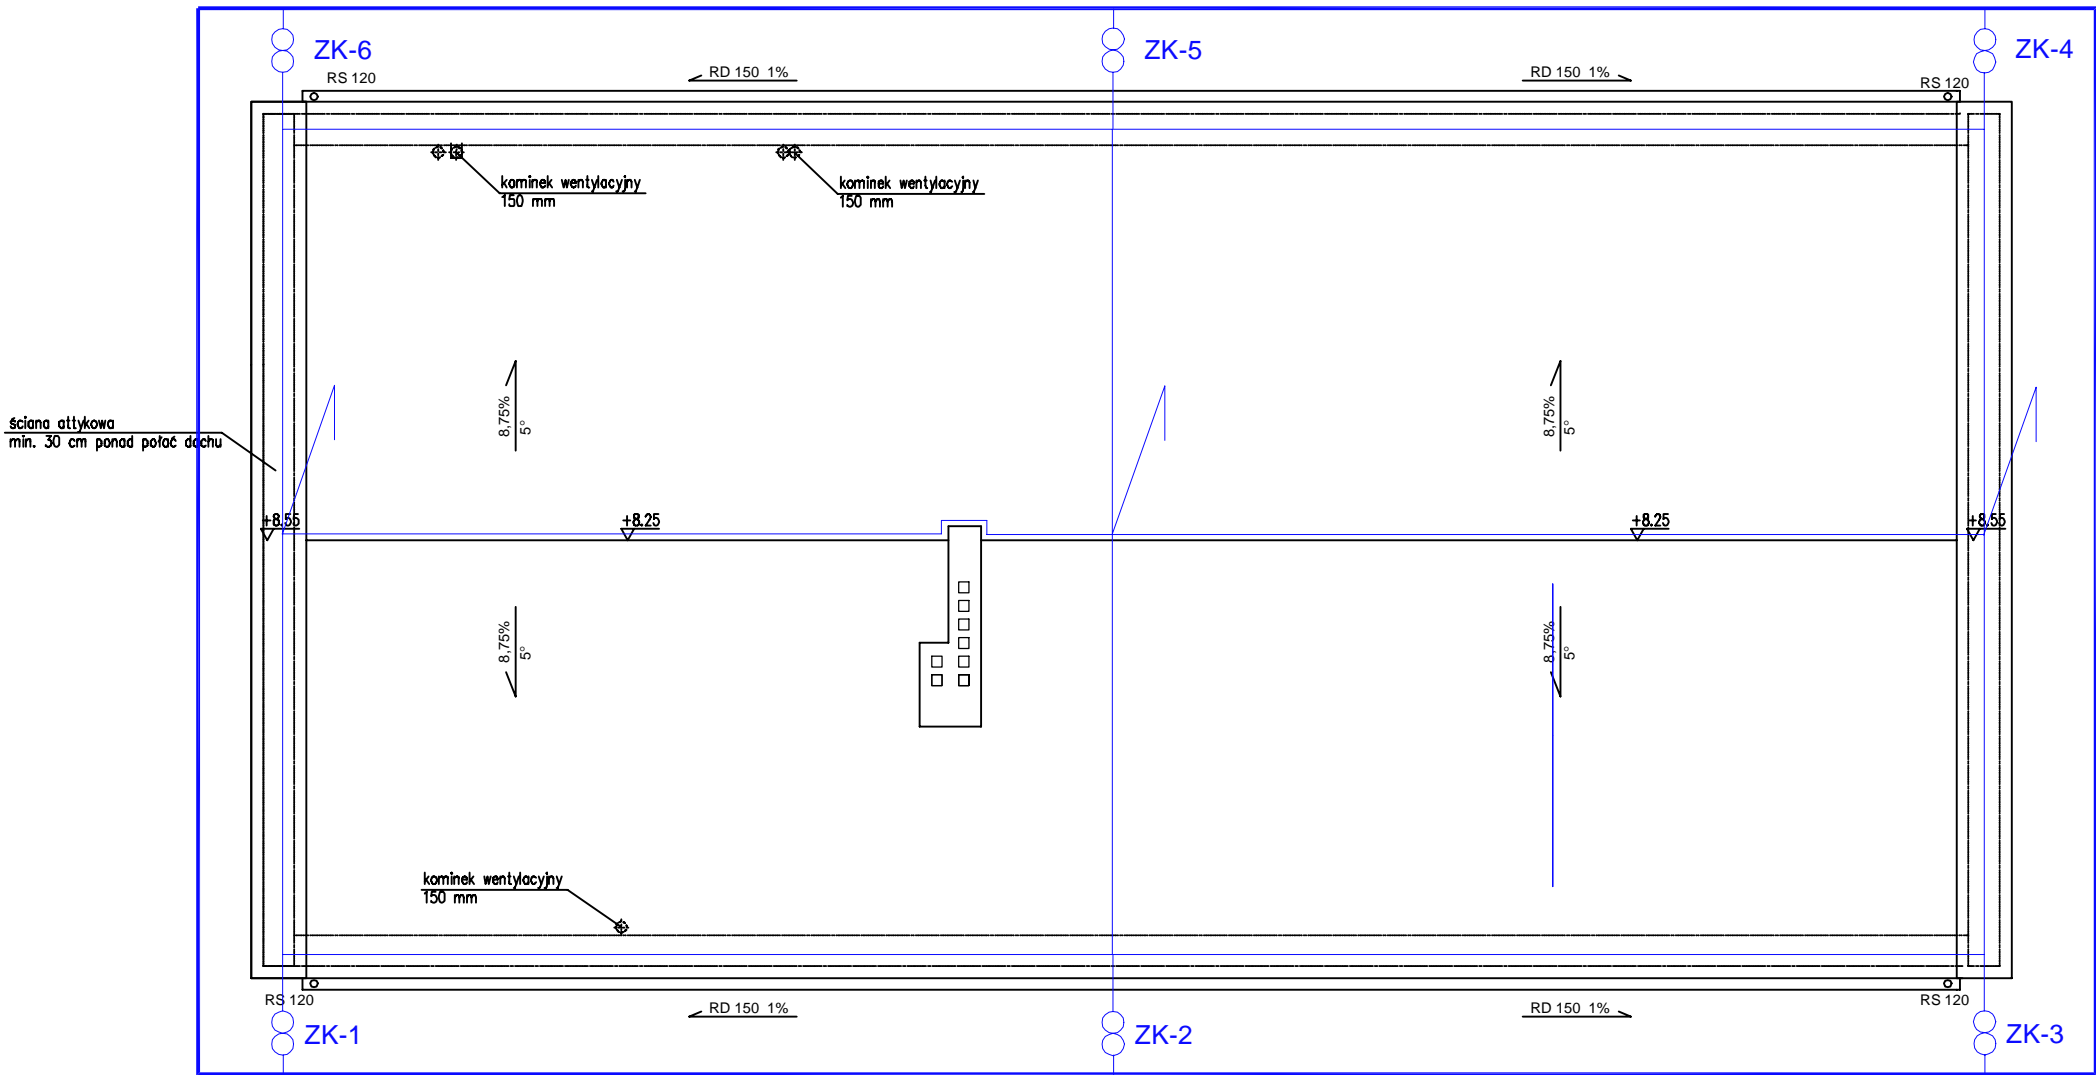 ZK-6
ZK-5
ZK-4
RS 120
RD 150 1%
RD 150 1%
RS 120
kominek wentylacyjny
150 mm
kominek wentylacyjny
150 mm
8,75%
5°
8,75%
5°
ściana attykowa
min. 30 cm ponad połać dachu
+8.55
+8.25
+8.25
+8.55
8,75%
5°
8,75%
5°
kominek wentylacyjny
150 mm
RS 120
RD 150 1%
RD 150 1%
RS 120
ZK-1
ZK-2
ZK-3